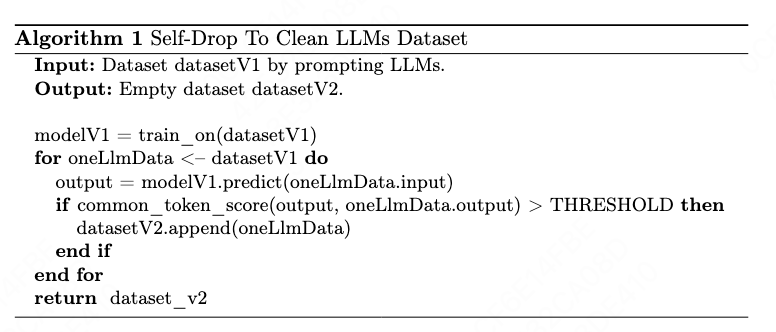 Algorithm 1 Self-Drop To Clean LLMs Dataset
Input: Dataset datasetV1 by prompting LLMs.
Output: Empty dataset datasetV2.
modelV1 = train_on(datasetV1)
for oneLlmData <– datasetV1 do
output = modelV1.predict(oneLlmData.input)
if common_token_score(output, oneLlmData.output) > THRESHOLD then
datasetV2.append(oneLlmData)
end if
end for
return dataset_v2